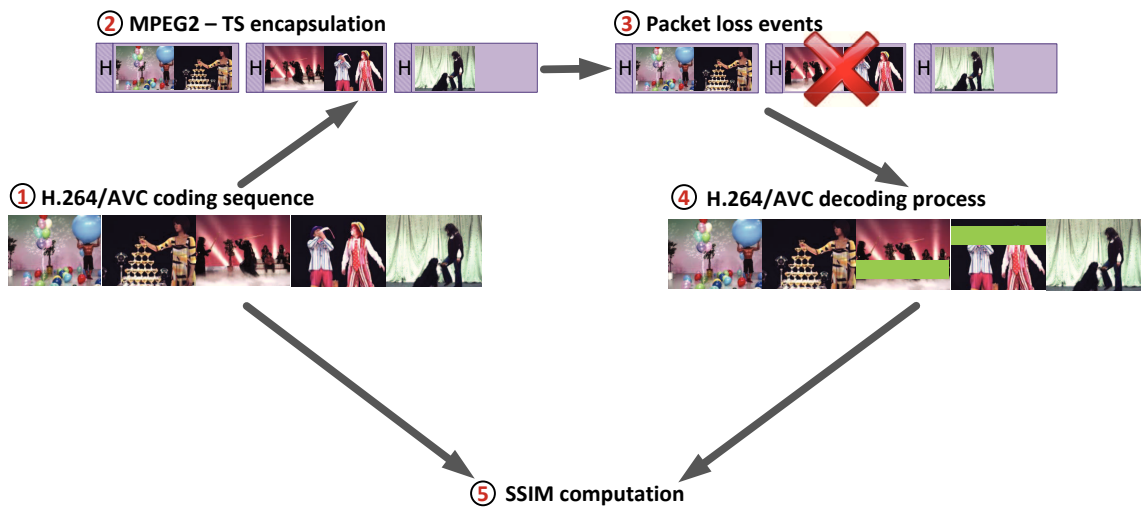 ② MPEG2 – TS encapsulation
③ Packet loss events
H H H
H H H
① H.264/AVC coding sequence
④ H.264/AVC decoding process
⑤ SSIM computation